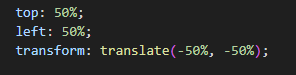 top: 50%;
left: 50%;
transform: translate(-50%, -50%);